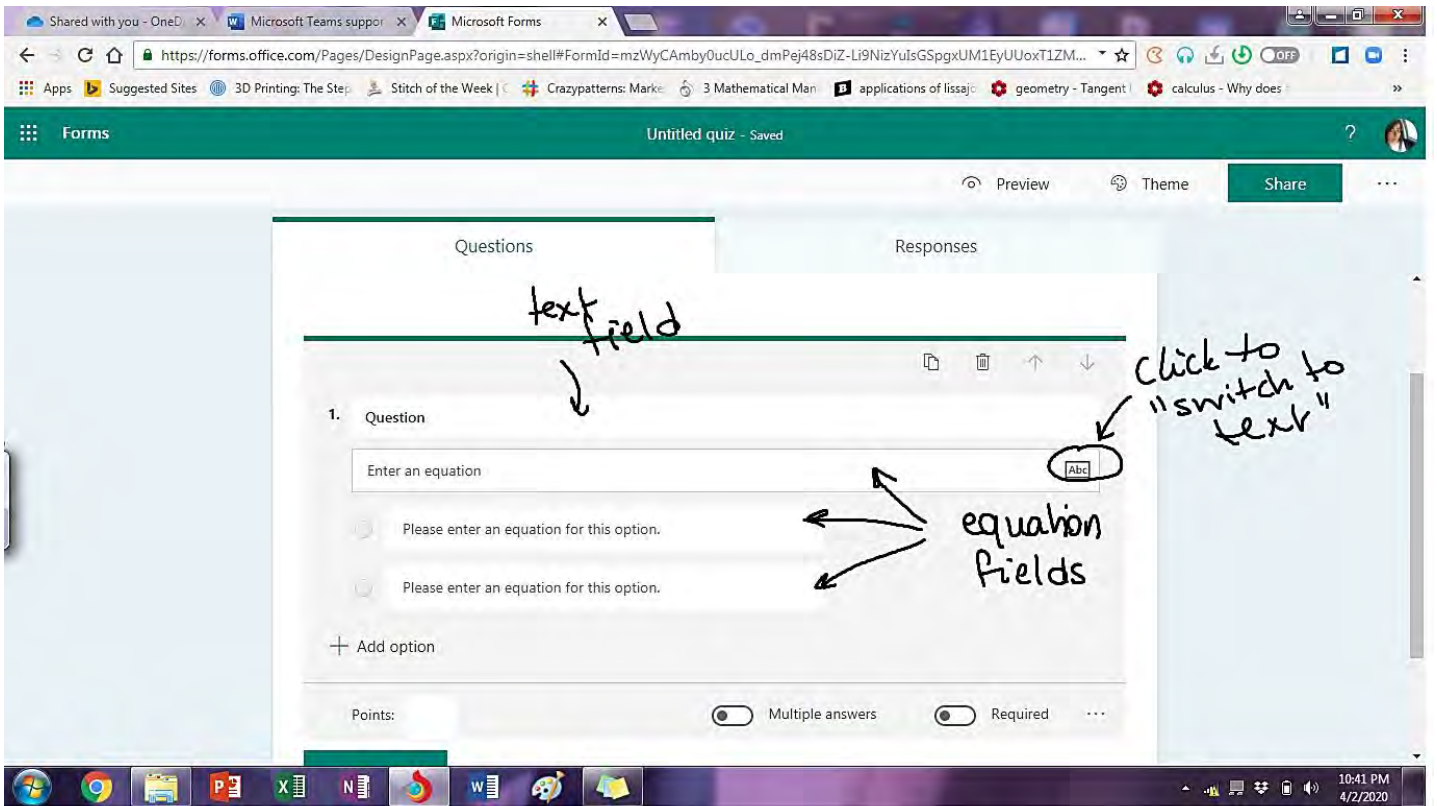 Shared with you - OneD
Microsoft Teams suppor
Microsoft Forms
https://forms.office.com/Pages/DesignPage.aspx?origin=shell#FormId=mzWyCAmby0ucULo_dmPej48sDiZ-Li9NizYuIsGSpgxUM1EyUUoxT1ZM...
OFF
Apps
Suggested Sites
3D Printing: The Step
Stitch of the Week | C
Crazypatterns: Marke
3 Mathematical Man
applications of lissajo
geometry - Tangent l
calculus - Why does
»
Forms
Untitled quiz - Saved
?
Preview
Theme
Share
...
Questions
Responses
text
field
click to
"switch to
text"
1. Question
Enter an equation
Abc
Please enter an equation for this option.
equation
fields
Please enter an equation for this option.
+ Add option
Points:
Multiple answers
Required
...
10:41 PM
4/2/2020